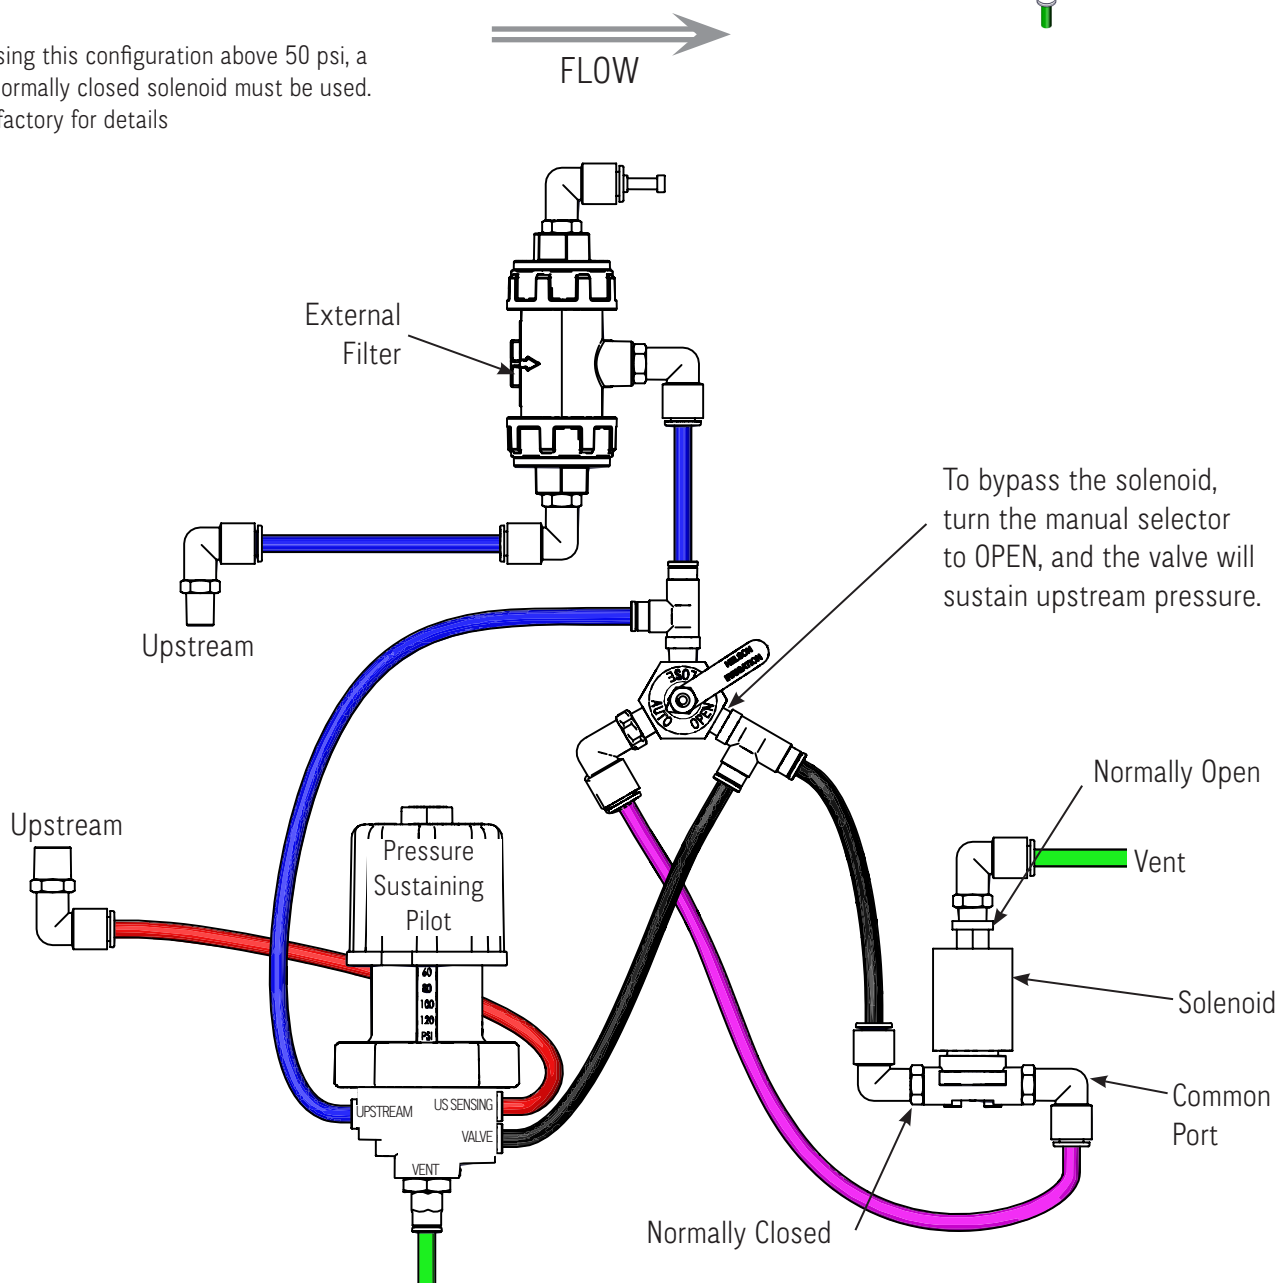 sing this configuration above 50 psi, a
ormally closed solenoid must be used.
factory for details
FLOW
External
Filter
To bypass the solenoid,
turn the manual selector
to OPEN, and the valve will
sustain upstream pressure.
Upstream
NELSON
IRRIGATION
CLOSE
AUTO
OPEN
Normally Open
Upstream
Pressure
Sustaining
Pilot
Vent
60
80
100
120
PSI
Solenoid
UPSTREAM
US SENSING
VALVE
VENT
Common
Port
Normally Closed